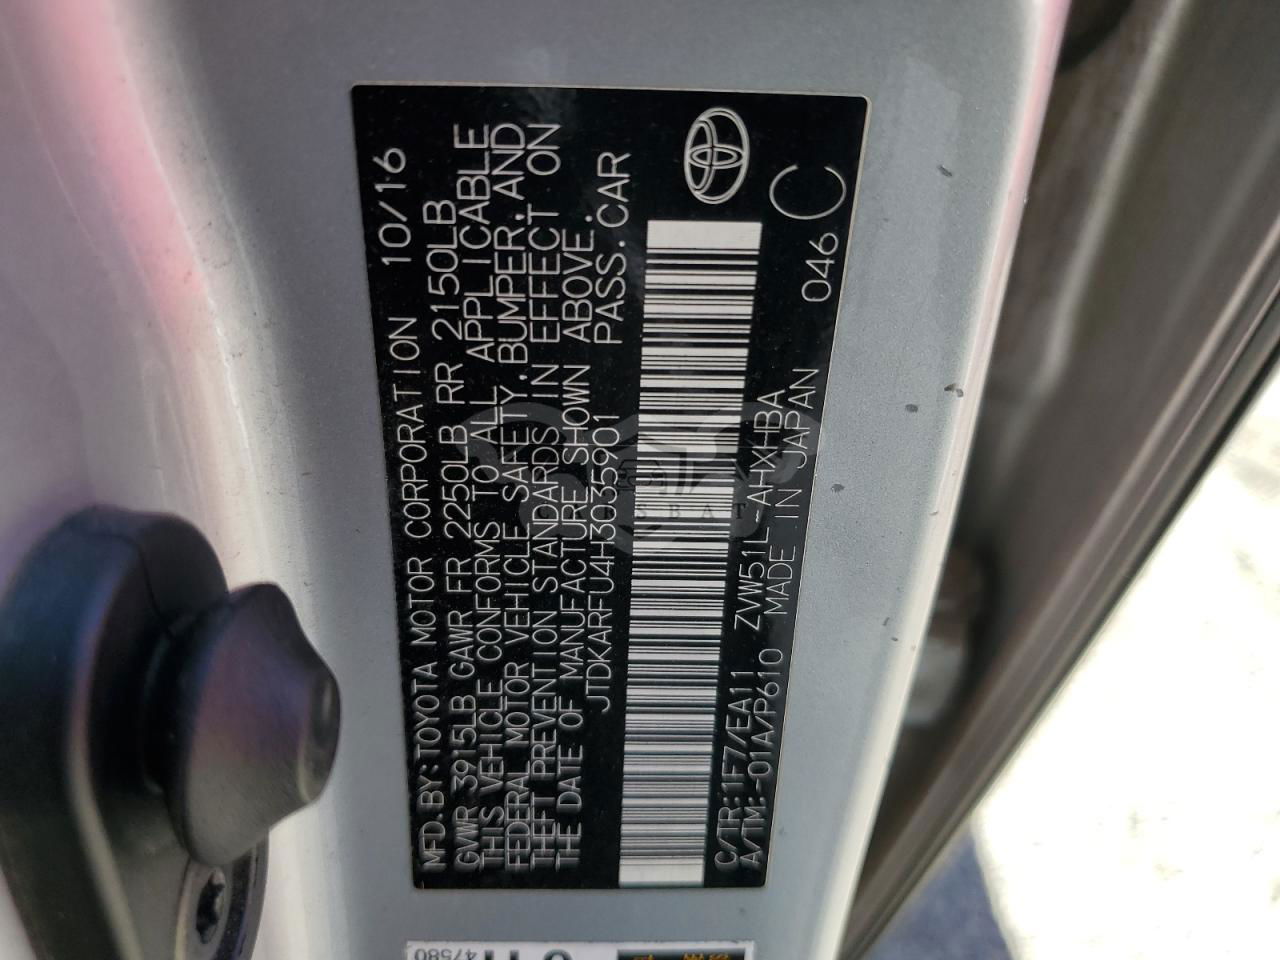 MFD.BY:TOYOTA MOTOR CORPORATION 10/16
GVWR 3915LB GAWR FR 2250LB RR 2150LB
THIS VEHICLE CONFORMS TO ALL APPLICABLE
FEDERAL MOTOR VEHICLE SAFETY,BUMPER,AND
THEFT PREVENTION STANDARDS IN EFFECT ON
THE DATE OF MANUFACTURE SHOWN ABOVE.
JTDKARFU4H3035901 PASS.CAR
C/TR:1F7/EA11 ZVW51L-AHXHBA 046
A/TM:-01A/P610 MADE IN JAPAN C
CARSBAT
47580